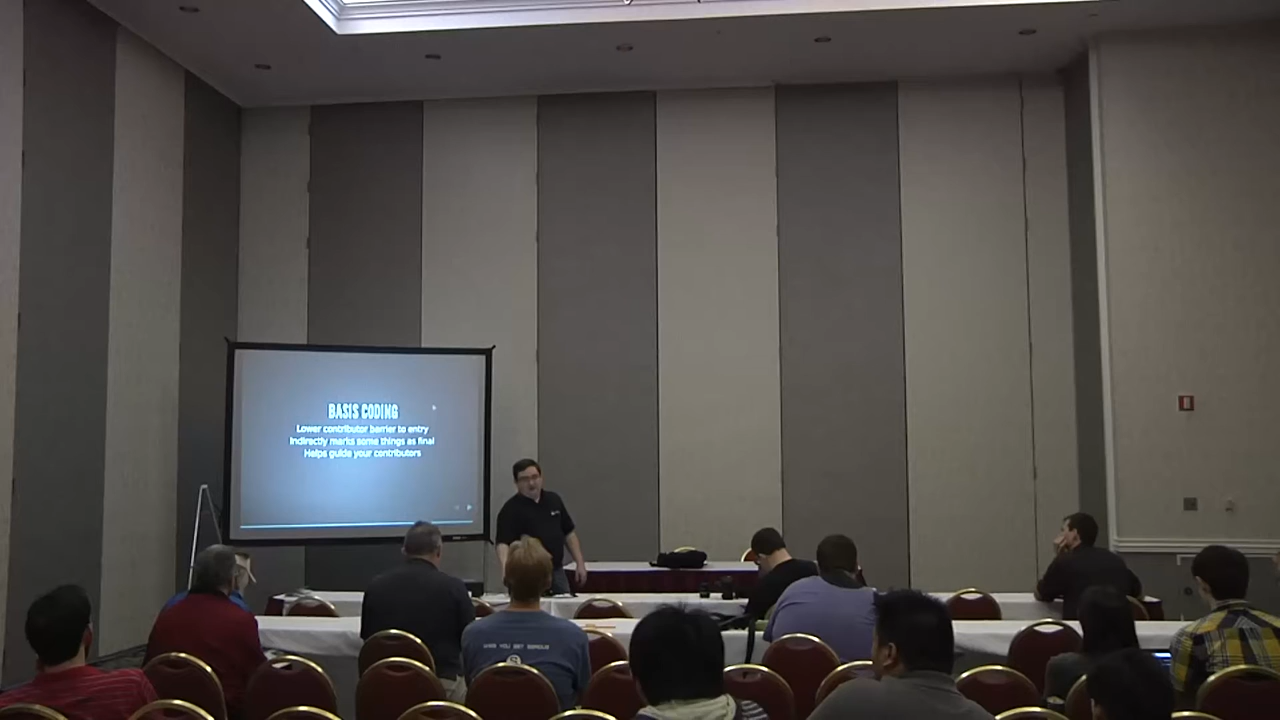 BASIS CODING
Lower contributor barrier to entry
Indirectly marks some things as final
Helps guide your contributors